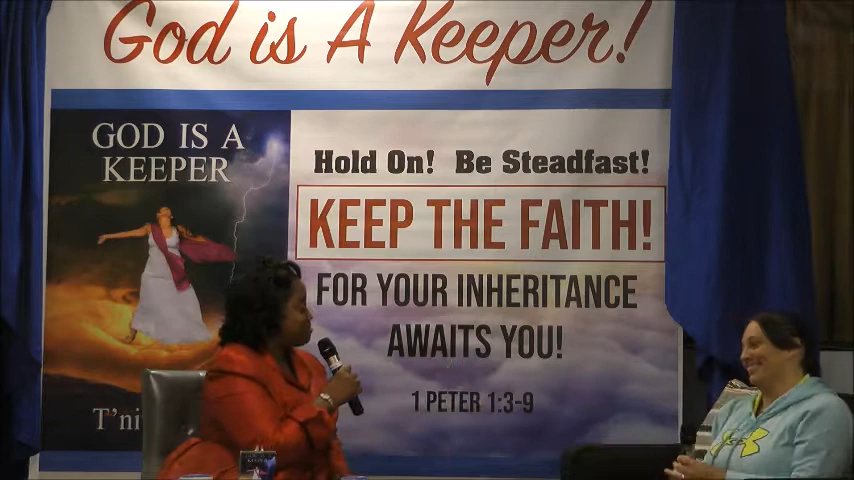 God is A Keeper!
GOD IS A
KEEPER
Hold On! Be Steadfast!
KEEP THE FAITH!
FOR YOUR INHERITANCE
AWAITS YOU!
1 PETER 1:3-9